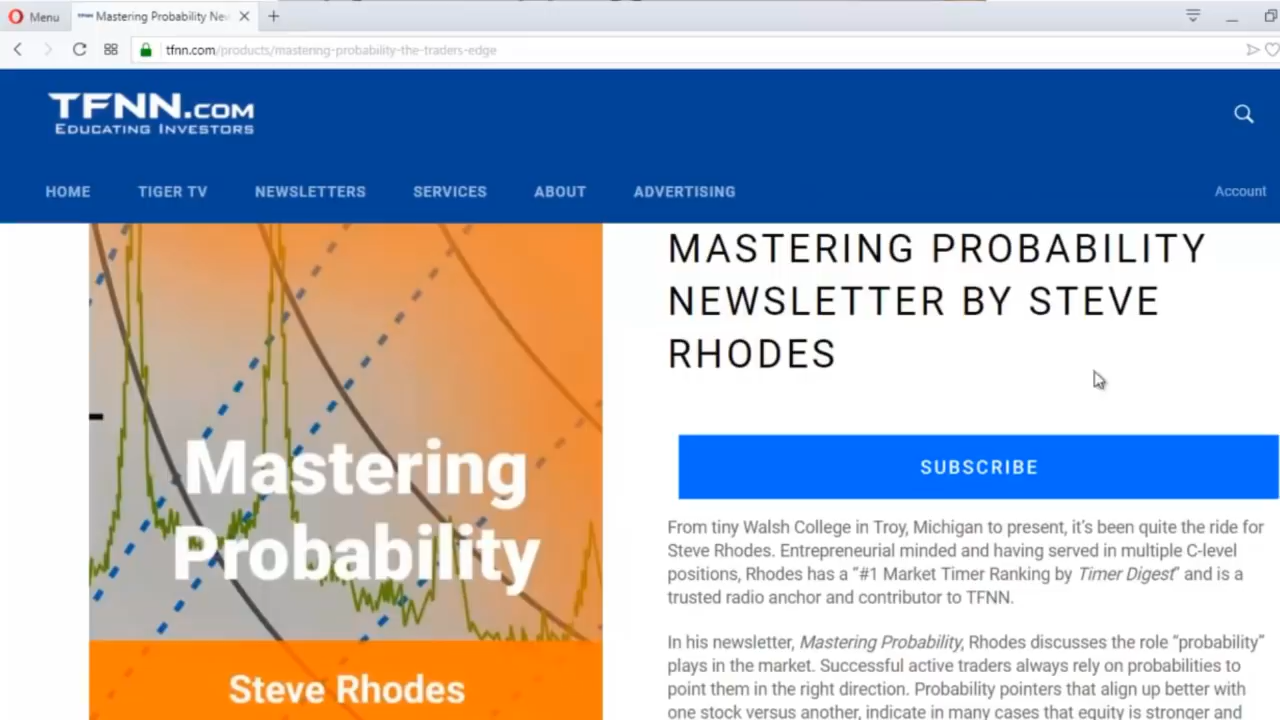 Menu
Mastering Probability Ne
tfnn.com/products/mastering-probability-the-traders-edge
TFNN.COM
EDUCATING INVESTORS
HOME TIGER TV NEWSLETTERS SERVICES ABOUT ADVERTISING Account
MASTERING PROBABILITY
NEWSLETTER BY STEVE
RHODES
Mastering
Probability
Steve Rhodes
SUBSCRIBE
From tiny Walsh College in Troy, Michigan to present, it's been quite the ride for
Steve Rhodes. Entrepreneurial minded and having served in multiple C-level
positions, Rhodes has a "#1 Market Timer Ranking by Timer Digest" and is a
trusted radio anchor and contributor to TFNN.
In his newsletter, Mastering Probability, Rhodes discusses the role "probability"
plays in the market. Successful active traders always rely on probabilities to
point them in the right direction. Probability pointers that align up better with
one stock versus another, indicate in many cases that equity is stronger and